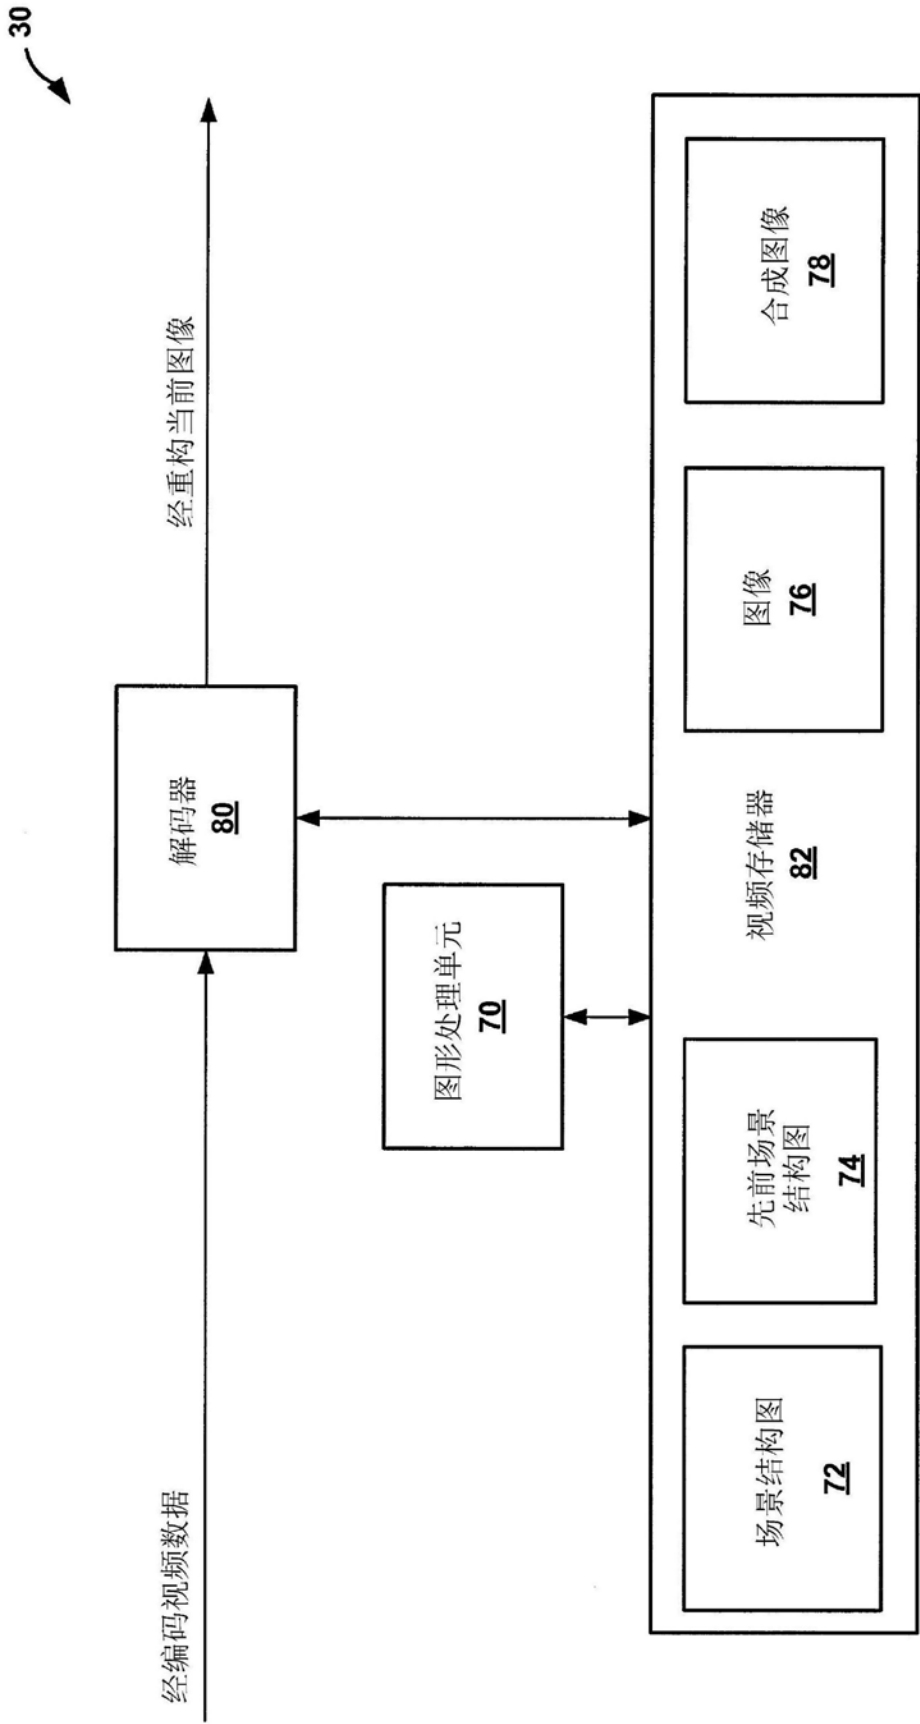 30
经编码视频数据
解码器
80
经重构当前图像
图形处理单元
70
场景结构图
72
先前场景
结构图
74
视频存储器
82
图像
76
合成图像
78